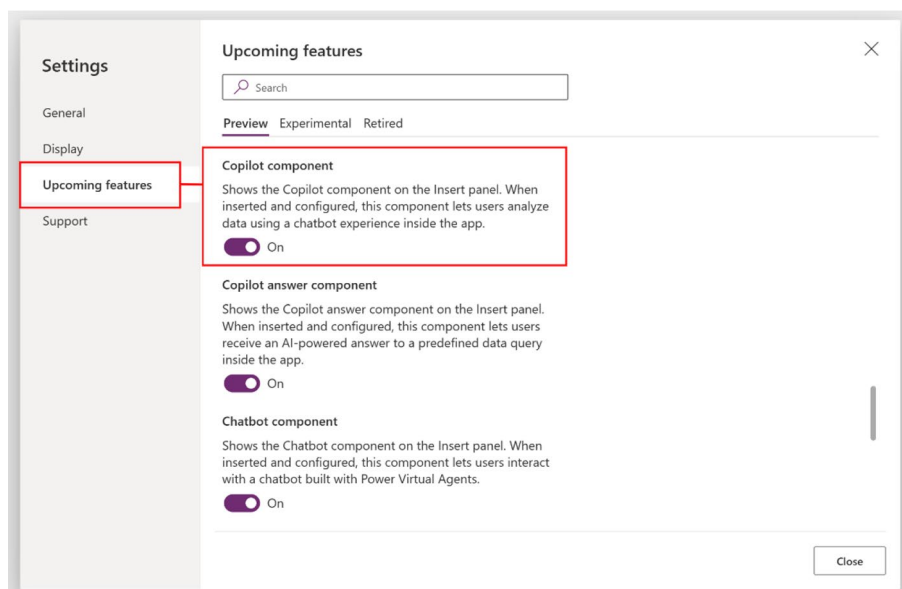 Settings
General
Display
Upcoming features
Support
Upcoming features
Search
Preview Experimental Retired
Copilot component
Shows the Copilot component on the Insert panel. When
inserted and configured, this component lets users analyze
data using a chatbot experience inside the app.
On
Copilot answer component
Shows the Copilot answer component on the Insert panel.
When inserted and configured, this component lets users
receive an AI-powered answer to a predefined data query
inside the app.
On
Chatbot component
Shows the Chatbot component on the Insert panel. When
inserted and configured, this component lets users interact
with a chatbot built with Power Virtual Agents.
On
Close